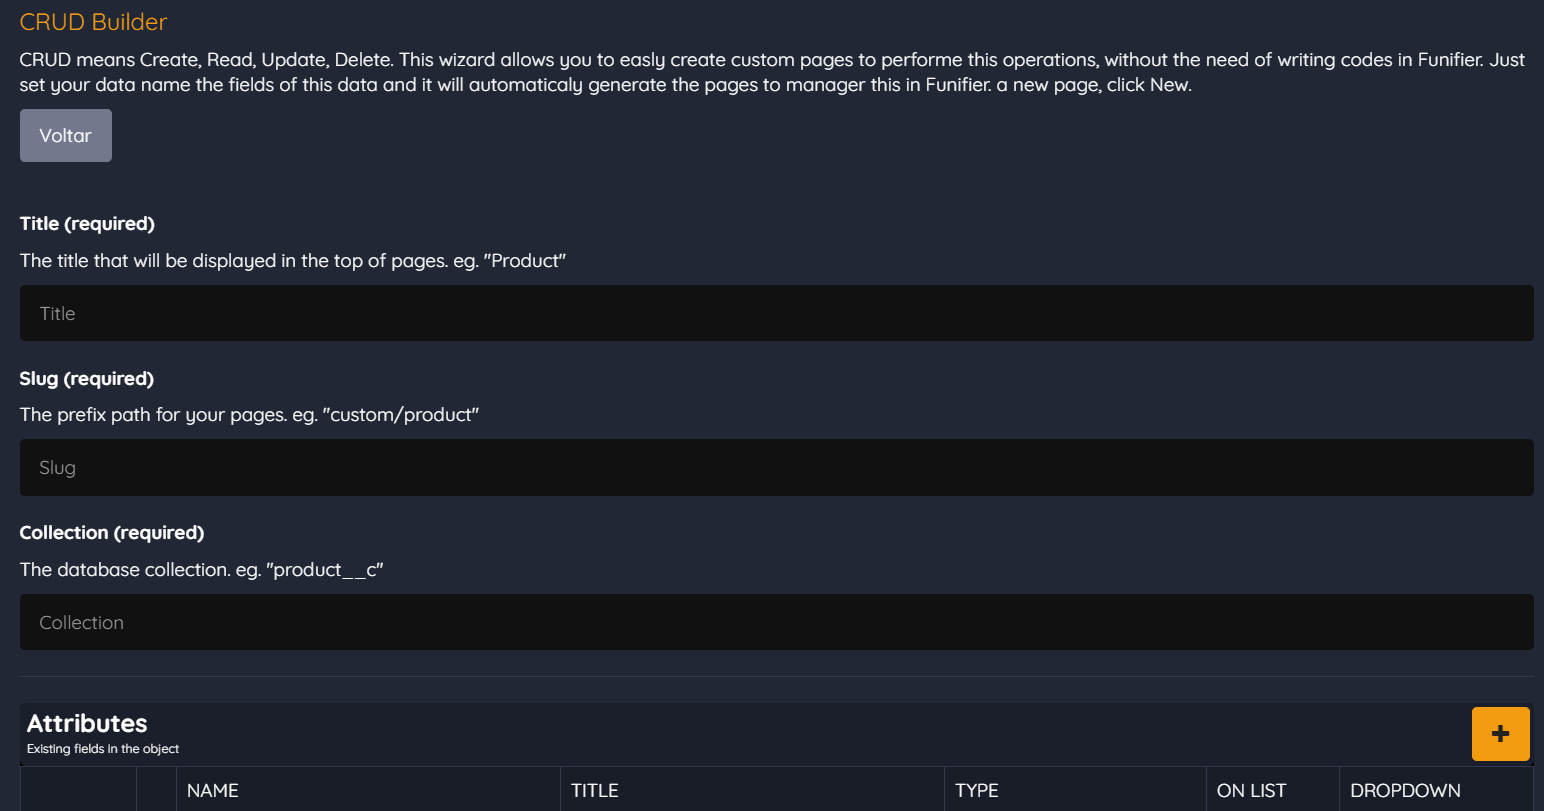 CRUD Builder
CRUD means Create, Read, Update, Delete. This wizard allows you to easly create custom pages to performe this operations, without the need of writing codes in Funifier. Just
set your data name the fields of this data and it will automaticaly generate the pages to manager this in Funifier. a new page, click New.
Voltar
Title (required)
The title that will be displayed in the top of pages. eg. "Product"
Title
Slug (required)
The prefix path for your pages. eg. "custom/product"
Slug
Collection (required)
The database collection. eg. "product__c"
Collection
Attributes
Existing fields in the object
+
NAME TITLE TYPE ON LIST DROPDOWN